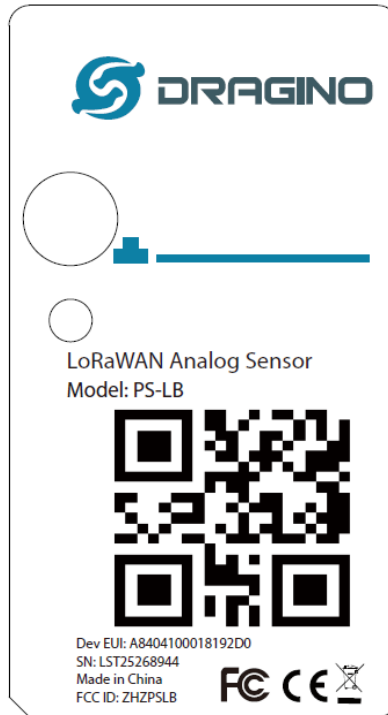 DRAGINO
LoRaWAN Analog Sensor
Model: PS-LB
Dev EUI: A8404100018192D0
SN: LST25268944
Made in China
FCC ID: ZHZPSLB
FC CE